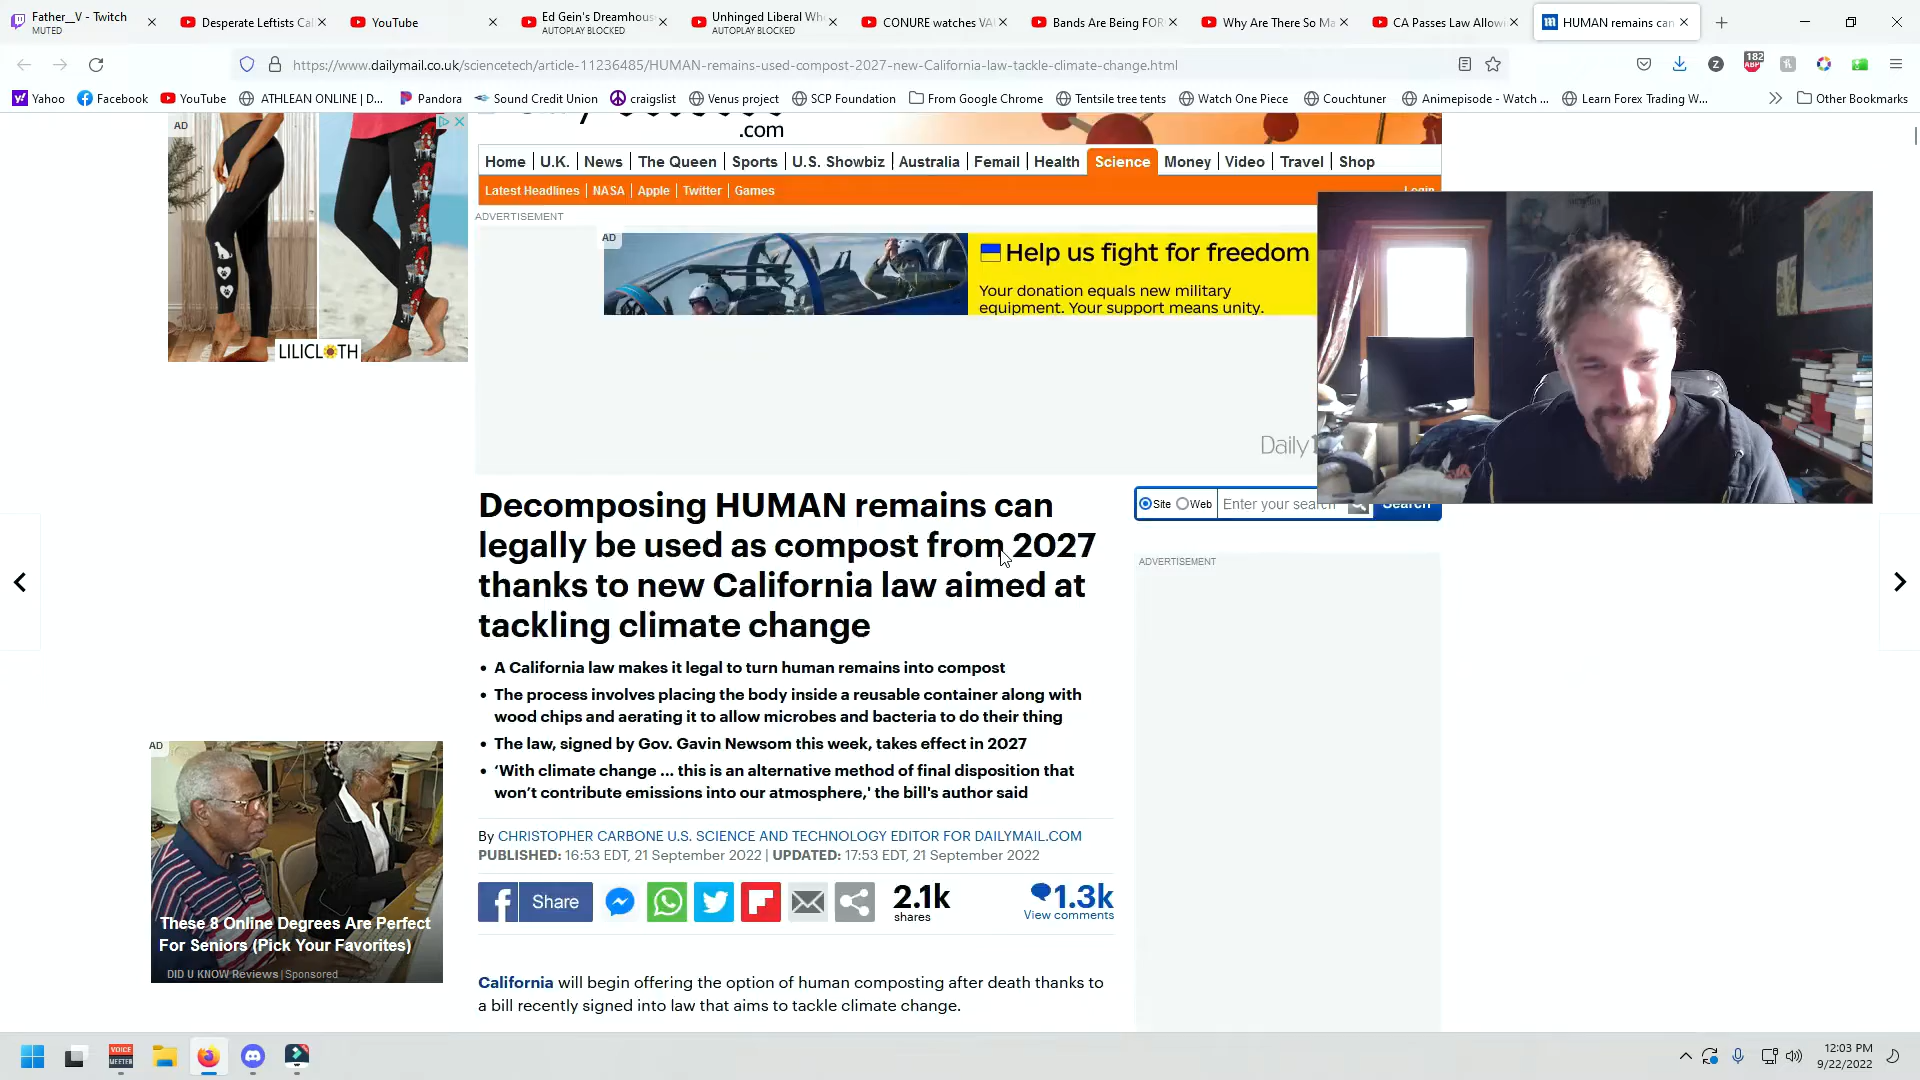 Father__V - Twitch
MUTED
Desperate Leftists Cal
YouTube
Ed Gein's Dreamhous
AUTOPLAY BLOCKED
Unhinged Liberal Who
AUTOPLAY BLOCKED
CONURE watches VA
Bands Are Being FOR
Why Are There So Ma
CA Passes Law Allowi
HUMAN remains can
https://www.dailymail.co.uk/sciencetech/article-11236485/HUMAN-remains-used-compost-2027-new-California-law-tackle-climate-change.html
182
ABP
Yahoo
Facebook
YouTube
ATHLEAN ONLINE | D...
Pandora
Sound Credit Union
craigslist
Venus project
SCP Foundation
From Google Chrome
Tentsile tree tents
Watch One Piece
Couchtuner
Animepisode - Watch ...
Learn Forex Trading W...
Other Bookmarks
AD
LILICLOTH
.com
Home
U.K.
News
The Queen
Sports
U.S. Showbiz
Australia
Femail
Health
Science
Money
Video
Travel
Shop
Latest Headlines
NASA
Apple
Twitter
Games
Login
ADVERTISEMENT
AD
Help us fight for freedom
Your donation equals new military
equipment. Your support means unity.
Daily
Site
Web
Enter your search
Search
ADVERTISEMENT
Decomposing HUMAN remains can
legally be used as compost from 2027
thanks to new California law aimed at
tackling climate change
• A California law makes it legal to turn human remains into compost
• The process involves placing the body inside a reusable container along with
wood chips and aerating it to allow microbes and bacteria to do their thing
• The law, signed by Gov. Gavin Newsom this week, takes effect in 2027
• ‘With climate change ... this is an alternative method of final disposition that
won’t contribute emissions into our atmosphere,' the bill's author said
By CHRISTOPHER CARBONE U.S. SCIENCE AND TECHNOLOGY EDITOR FOR DAILYMAIL.COM
PUBLISHED: 16:53 EDT, 21 September 2022 | UPDATED: 17:53 EDT, 21 September 2022
Share
2.1k
shares
1.3k
View comments
California will begin offering the option of human composting after death thanks to
a bill recently signed into law that aims to tackle climate change.
AD
These 8 Online Degrees Are Perfect
For Seniors (Pick Your Favorites)
DID U KNOW Reviews | Sponsored
VOICE
MEETER
12:03 PM
9/22/2022